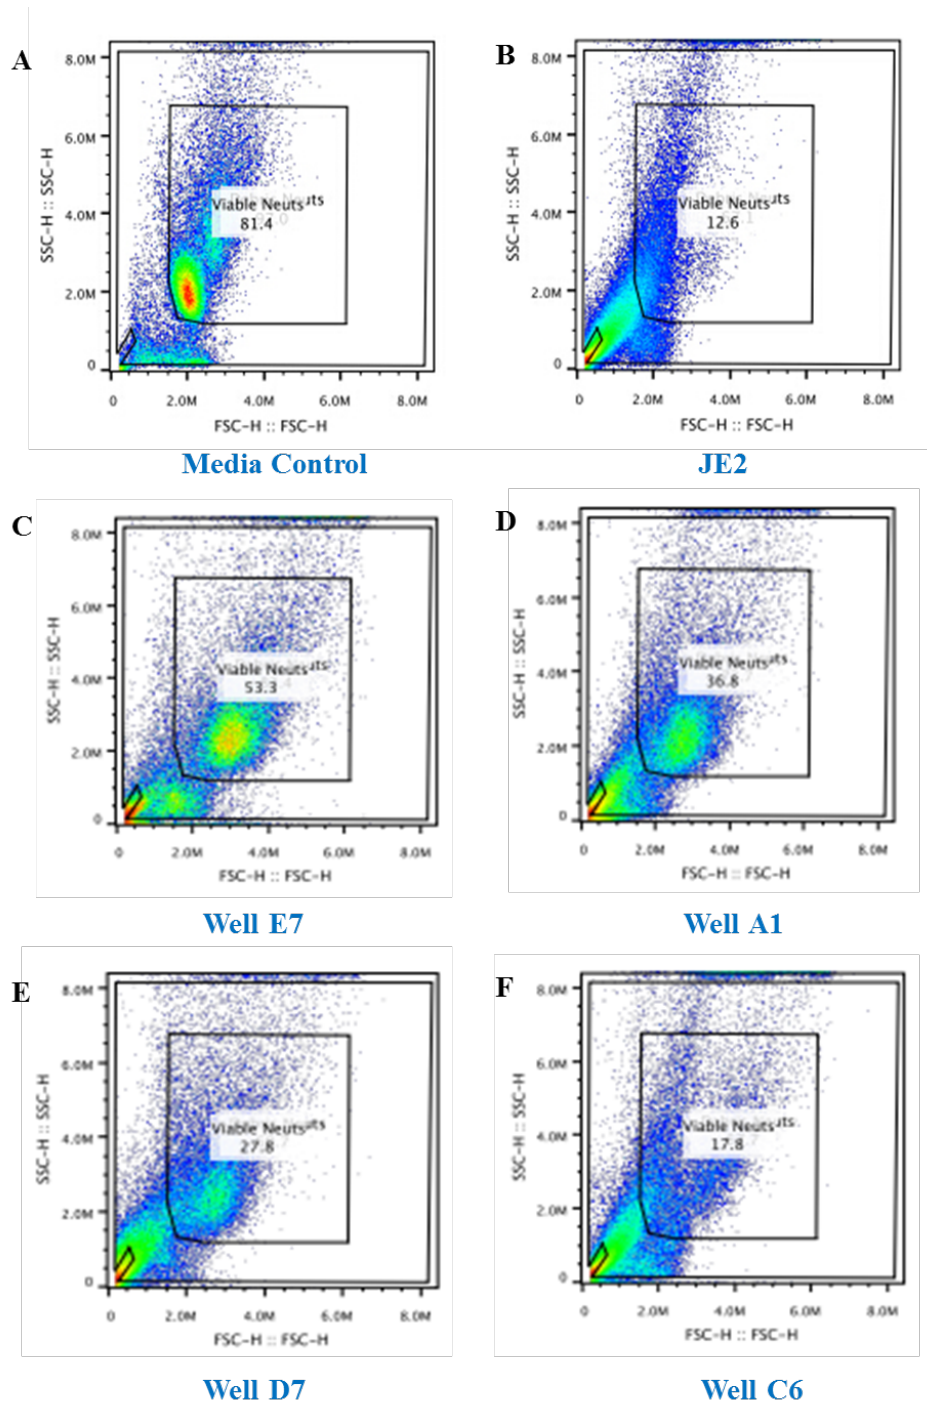 A
8.0M
6.0M
4.0M
2.0M
0
SSC-H :: SSC-H
Viable Neuts
81.4
0 2.0M 4.0M 6.0M 8.0M
FSC-H :: FSC-H
Media Control
B
8.0M
6.0M
4.0M
2.0M
0
SSC-H :: SSC-H
Viable Neuts
12.6
0 2.0M 4.0M 6.0M 8.0M
FSC-H :: FSC-H
JE2
C
8.0M
6.0M
4.0M
2.0M
0
SSC-H :: SSC-H
Viable Neuts
53.3
0 2.0M 4.0M 6.0M 8.0M
FSC-H :: FSC-H
Well E7
D
8.0M
6.0M
4.0M
2.0M
0
SSC-H :: SSC-H
Viable Neuts
36.8
0 2.0M 4.0M 6.0M 8.0M
FSC-H :: FSC-H
Well A1
E
8.0M
6.0M
4.0M
2.0M
0
SSC-H :: SSC-H
Viable Neuts
27.8
0 2.0M 4.0M 6.0M 8.0M
FSC-H :: FSC-H
Well D7
F
8.0M
6.0M
4.0M
2.0M
0
SSC-H :: SSC-H
Viable Neuts
17.8
0 2.0M 4.0M 6.0M 8.0M
FSC-H :: FSC-H
Well C6